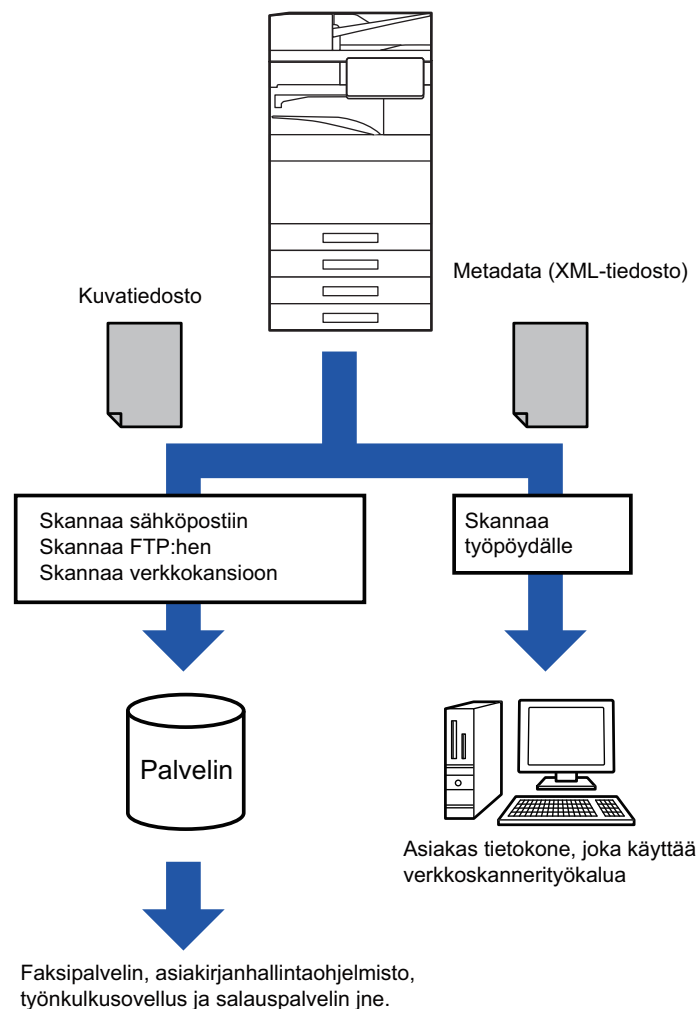 Metadata (XML-tiedosto)
Kuvatiedosto
Skannaa sähköpostiin
Skannaa FTP:hen
Skannaa verkkokansioon
Skannaa
työpöydälle
Palvelin
Asiakas tietokone, joka käyttää
verkkoskannerityökalua
Faksipalvelin, asiakirjanhallintaohjelmisto,
työnkulkusovellus ja salauspalvelin jne.